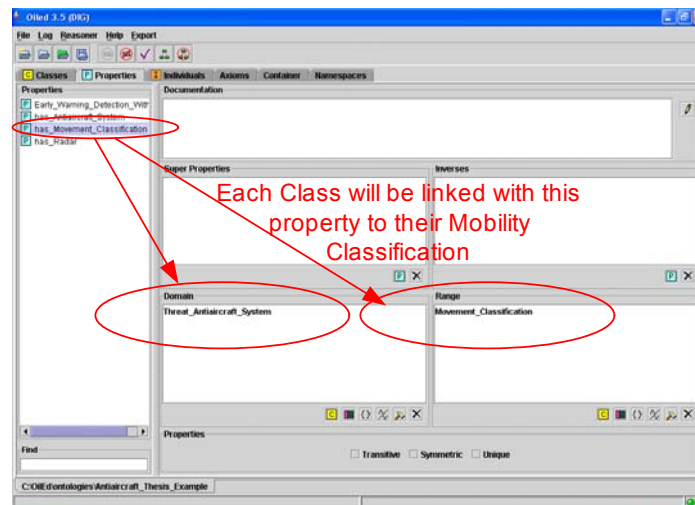 OilEd 3.5 (DIG)
File Log Reasoner Help Export
C Classes P Properties I Individuals Axioms Container Namespaces
Properties
P Early_Warning_Detection_With
P has_Antiaircraft_System
P has_Movement_Classification
P has_Radar
Documentation
Super Properties
Inverses
Each Class will be linked with this
property to their Mobility
Classification
P
P
Domain
Threat_Antiaircraft_System
Range
Movement_Classification
C
C
Properties
Transitive Symmetric Unique
Find
C:\OilEd\ontologies\Antiaircraft_Thesis_Example